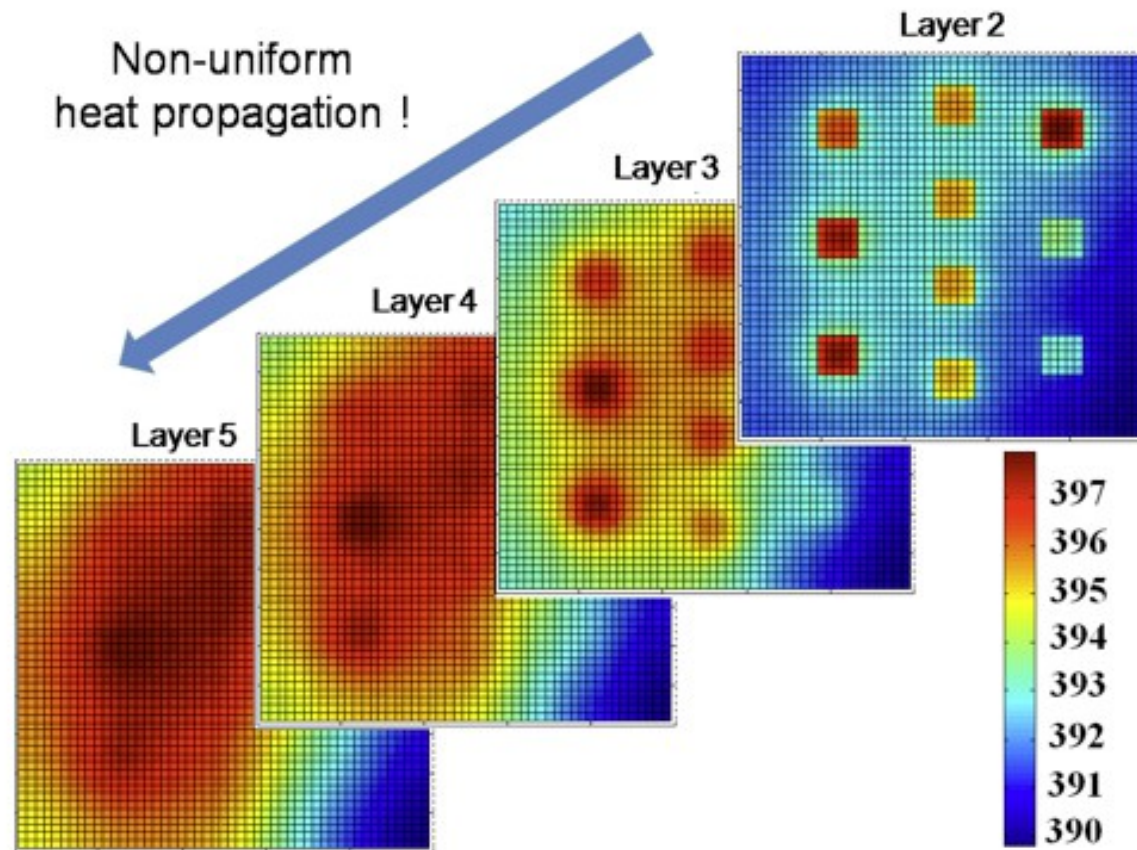 Non-uniform
heat propagation !
Layer 2
Layer 3
Layer 4
Layer 5
397
396
395
394
393
392
391
390